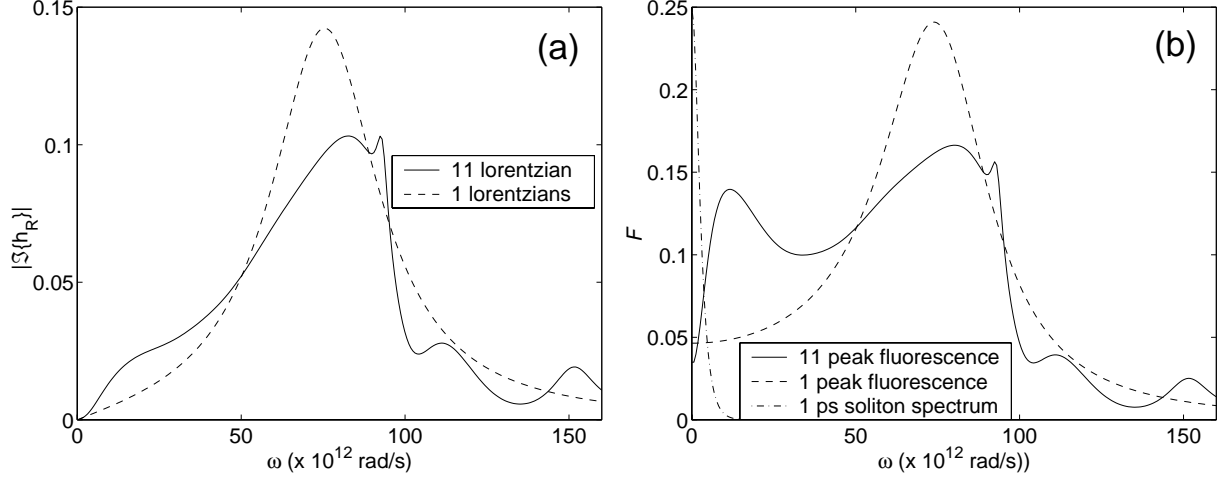 0.15
0.1
0.05
0
0
50
100
150
|ℑ{h_R}|
ω (x 10^12 rad/s)
(a)
11 lorentzian
1 lorentzians
0.25
0.2
0.15
0.1
0.05
0
0
50
100
150
F
ω (x 10^12 rad/s))
(b)
11 peak fluorescence
1 peak fluorescence
1 ps soliton spectrum